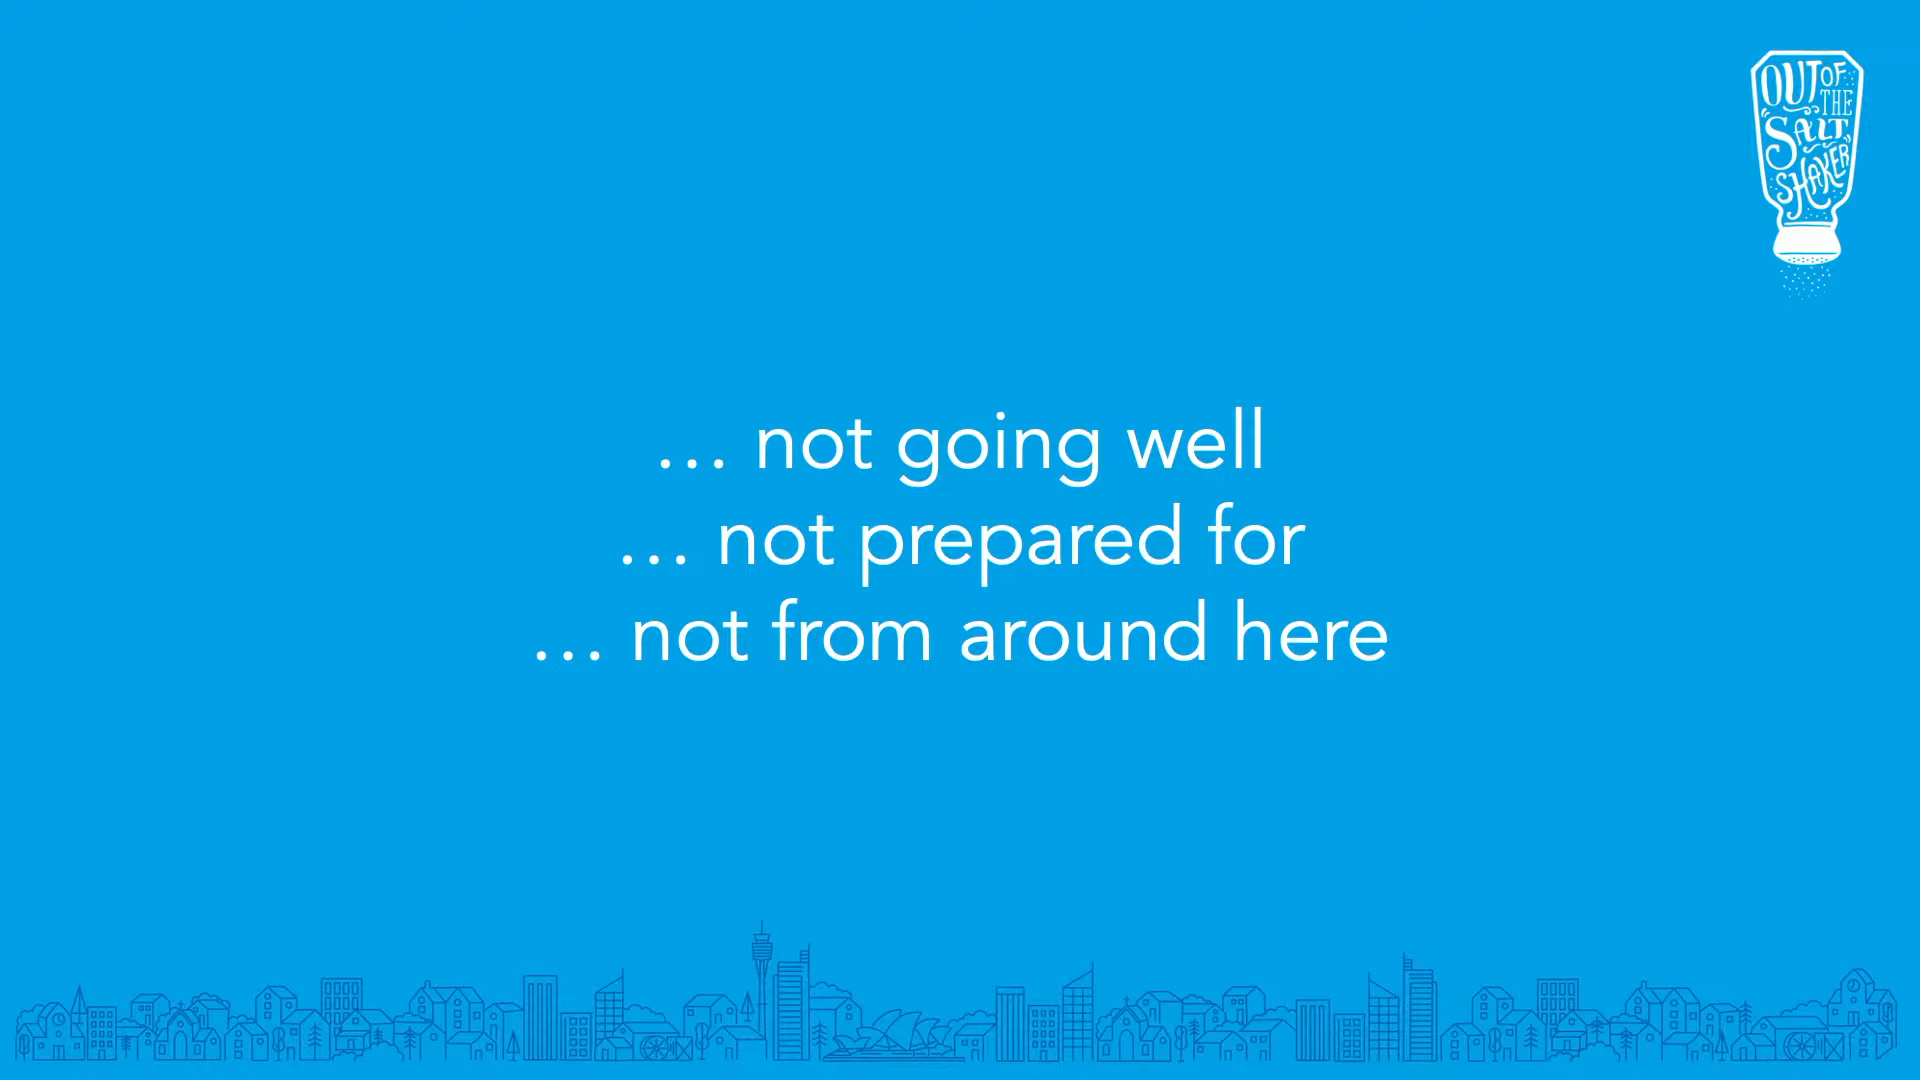 OUT OF
THE
SALT
SHAKER
… not going well
… not prepared for
… not from around here